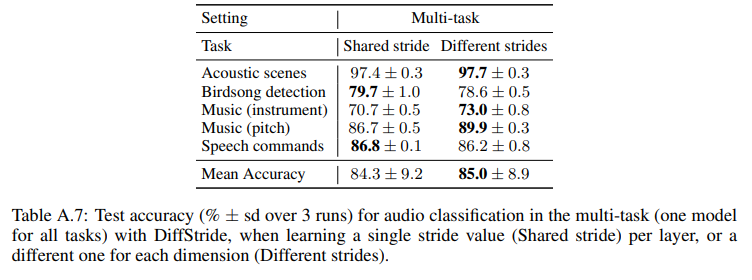 Setting Multi-task
Task Shared stride Different strides
Acoustic scenes 97.4 ± 0.3 97.7 ± 0.3
Birdsong detection 79.7 ± 1.0 78.6 ± 0.5
Music (instrument) 70.7 ± 0.5 73.0 ± 0.8
Music (pitch) 86.7 ± 0.5 89.9 ± 0.3
Speech commands 86.8 ± 0.1 86.2 ± 0.8
Mean Accuracy 84.3 ± 9.2 85.0 ± 8.9
Table A.7: Test accuracy (% ± sd over 3 runs) for audio classification in the multi-task (one model
for all tasks) with DiffStride, when learning a single stride value (Shared stride) per layer, or a
different one for each dimension (Different strides).